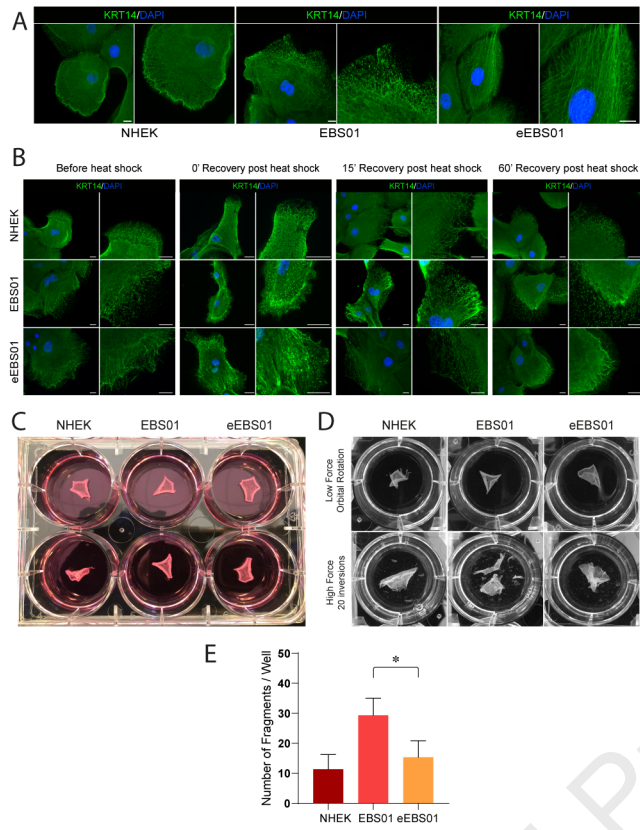 A
KRT14/DAPI KRT14/DAPI KRT14/DAPI
NHEK EBS01 eEBS01
B
Before heat shock 0' Recovery post heat shock 15' Recovery post heat shock 60' Recovery post heat shock
KRT14/DAPI KRT14/DAPI KRT14/DAPI KRT14/DAPI
NHEK
EBS01
eEBS01
C
NHEK EBS01 eEBS01
D
NHEK EBS01 eEBS01
Low Force
Orbital Rotation
High Force
20 inversions
E
Number of Fragments / Well
50
40
30
20
10
0
*
NHEK EBS01 eEBS01